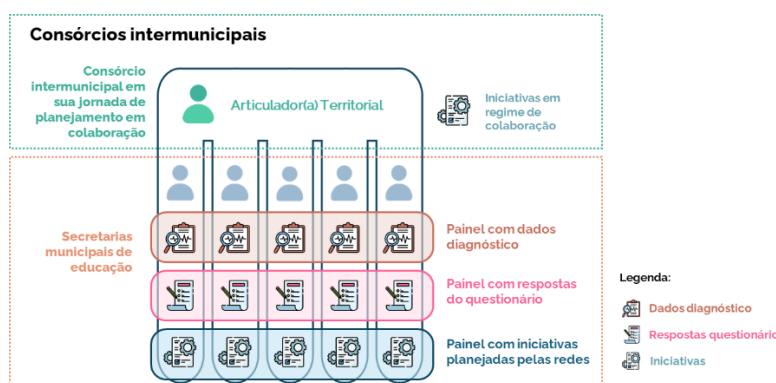 Consórcios intermunicipais
Consórcio
intermunicipal em
sua jornada de
planejamento em
colaboração
Articulador(a) Territorial
Iniciativas em
regime de
colaboração
Secretarias
municipais de
educação
Painel com dados
diagnóstico
Painel com respostas
do questionário
Painel com iniciativas
planejadas pelas redes
Legenda:
Dados diagnóstico
Respostas questionário
Iniciativas